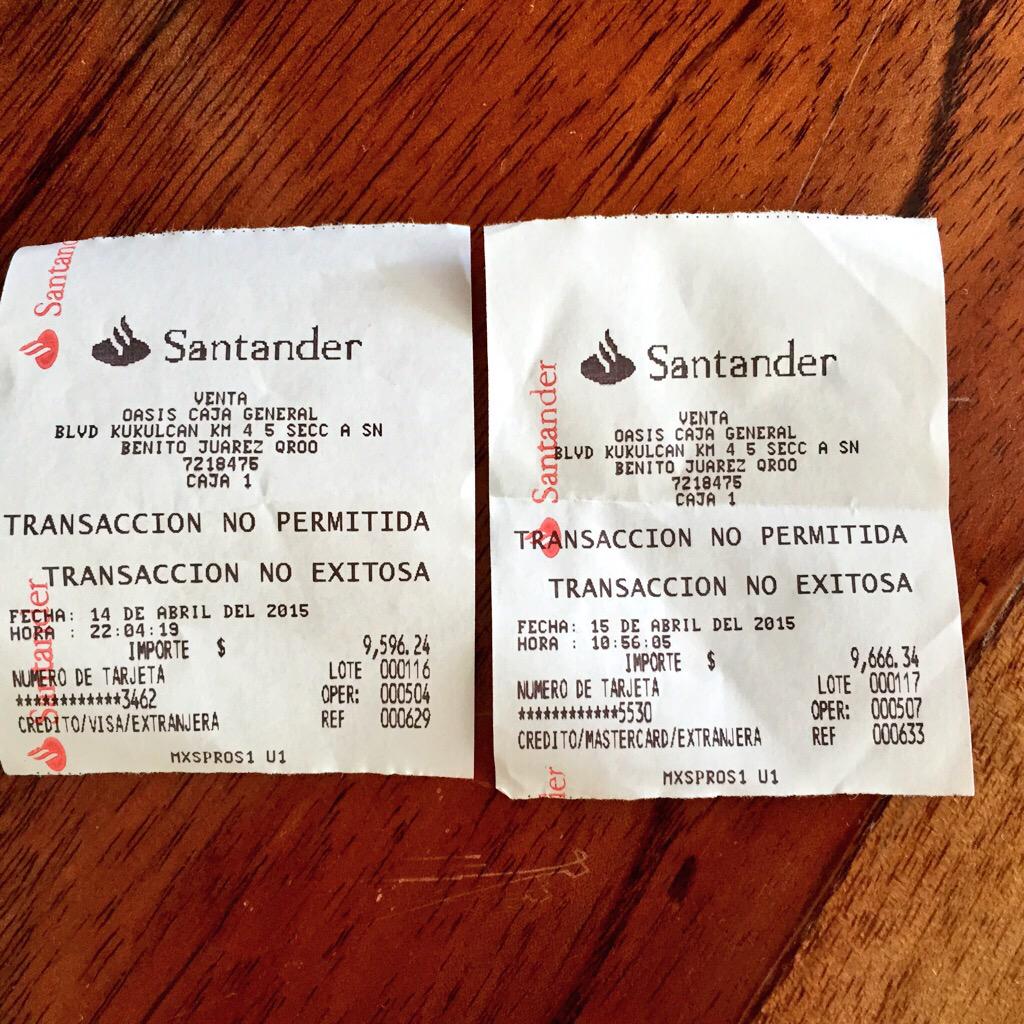 Santander
Santander
VENTA
OASIS CAJA GENERAL
BLVD KUKULCAN KM 4 5 SECC A SN
BENITO JUAREZ QROO
7218475
CAJA 1
TRANSACCION NO PERMITIDA
TRANSACCION NO EXITOSA
FECHA: 14 DE ABRIL DEL 2015
HORA : 22:04:19
IMPORTE $ 9,596.24
NUMERO DE TARJETA LOTE 000116
************3462 OPER: 000504
CREDITO/VISA/EXTRANJERA REF 000629
MXSPROS1 U1
Santander
Santander
Santander
VENTA
OASIS CAJA GENERAL
BLVD KUKULCAN KM 4 5 SECC A SN
BENITO JUAREZ QROO
7218475
CAJA 1
TRANSACCION NO PERMITIDA
TRANSACCION NO EXITOSA
FECHA: 15 DE ABRIL DEL 2015
HORA : 10:56:05
IMPORTE $ 9,666.34
NUMERO DE TARJETA LOTE 000117
************5530 OPER: 000507
CREDITO/MASTERCARD/EXTRANJERA REF 000633
MXSPROS1 U1
der